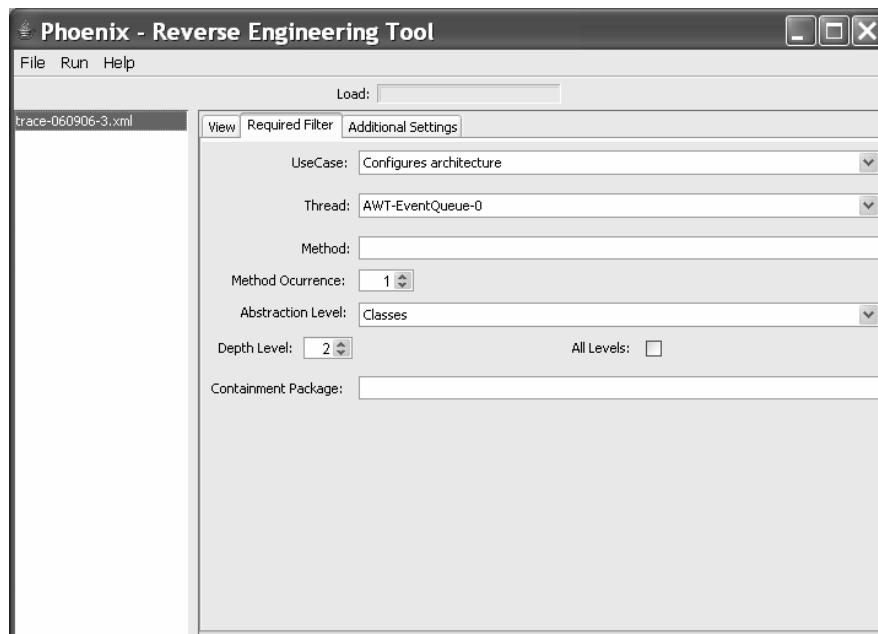 Phoenix - Reverse Engineering Tool
File Run Help
Load:
trace-060906-3.xml
View Required Filter Additional Settings
UseCase: Configures architecture
Thread: AWT-EventQueue-0
Method:
Method Ocurrence: 1
Abstraction Level: Classes
Depth Level: 2 All Levels:
Containment Package: